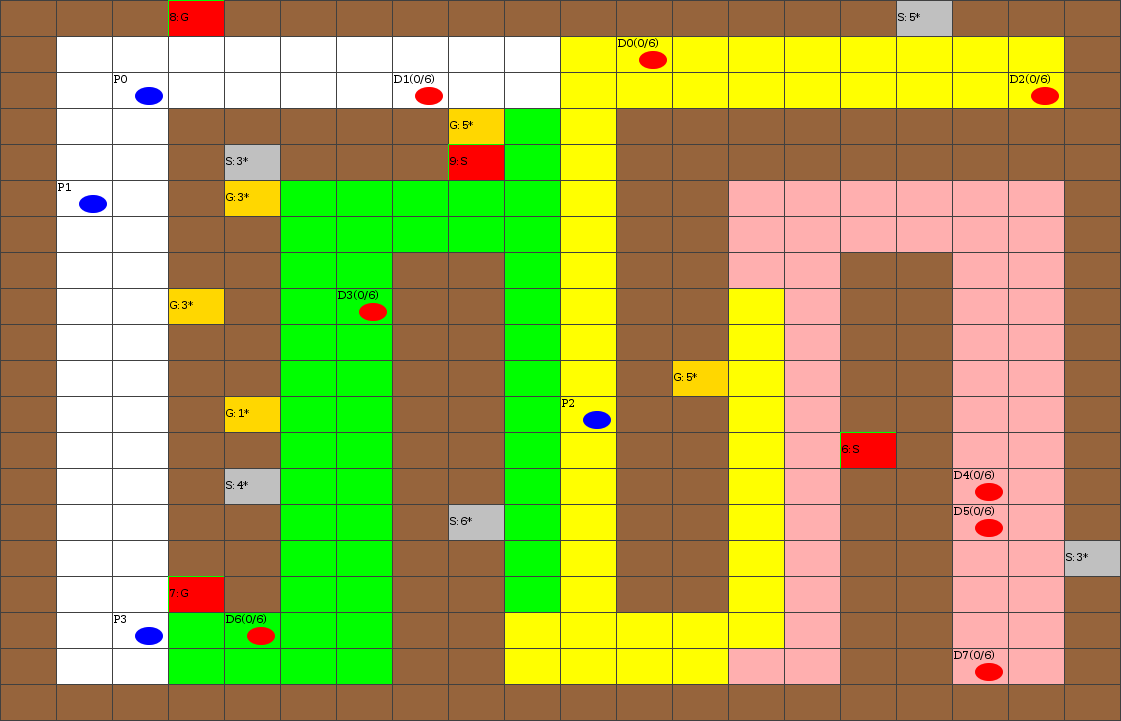 8:G
S:5*
D0(0/6)
P0
D1(0/6)
D2(0/6)
G:5*
S:3*
9:S
P1
G:3*
D3(0/6)
G:3*
G:5*
G:1*
P2
6:S
S:4*
D4(0/6)
S:6*
D5(0/6)
S:3*
7:G
P3
D6(0/6)
D7(0/6)